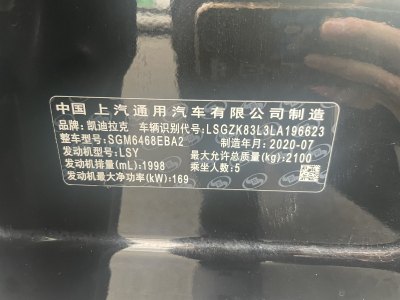 中国 上汽通用汽车有限公司制造
品牌：凯迪拉克 车辆识别代号：LSGZK83L3LA196623
整车型号：SGM6468EBA2 制造年月：2020-07
发动机型号：LSY 最大允许总质量(kg)：2100
发动机排量(mL)：1998 乘坐人数：5
发动机最大净功率(kW)：169